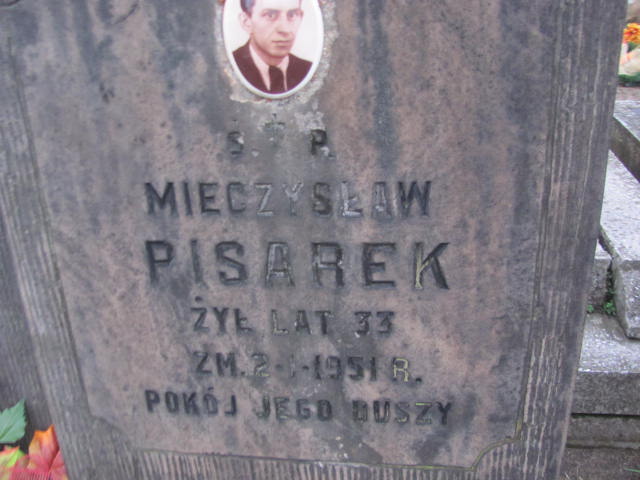 Ś. † P.
MIECZYSŁAW
PISAREK
ŻYŁ LAT 33
ZM. 2-I-1951 R.
POKÓJ JEGO DUSZY